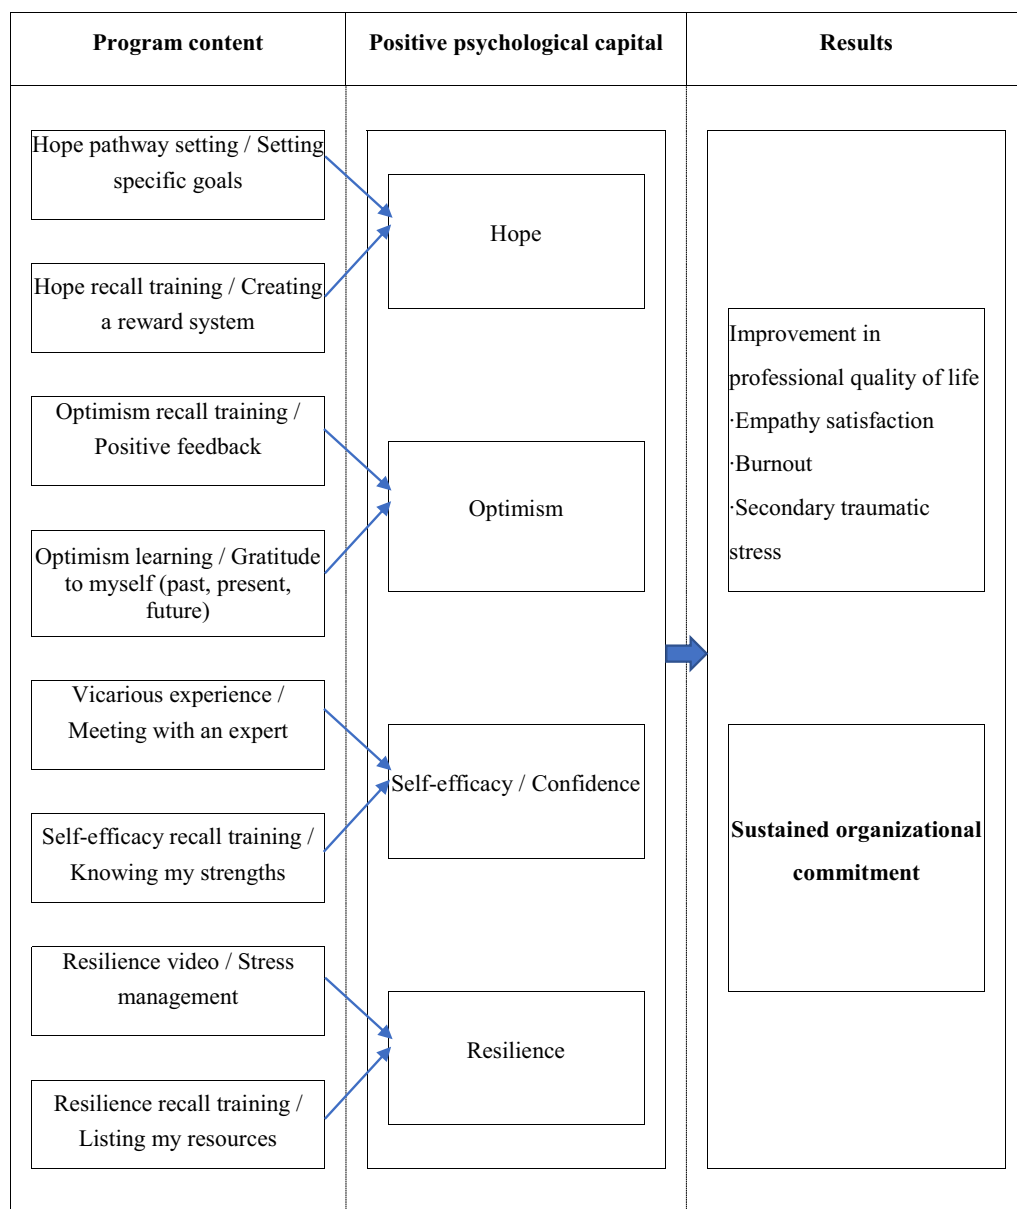 Program content
Positive psychological capital
Results
Hope pathway setting / Setting
specific goals
Hope recall training / Creating
a reward system
Optimism recall training /
Positive feedback
Optimism learning / Gratitude
to myself (past, present,
future)
Vicarious experience /
Meeting with an expert
Self-efficacy recall training /
Knowing my strengths
Resilience video / Stress
management
Resilience recall training /
Listing my resources
Hope
Optimism
Self-efficacy / Confidence
Resilience
Improvement in
professional quality of life
·Empathy satisfaction
·Burnout
·Secondary traumatic
stress
Sustained organizational
commitment